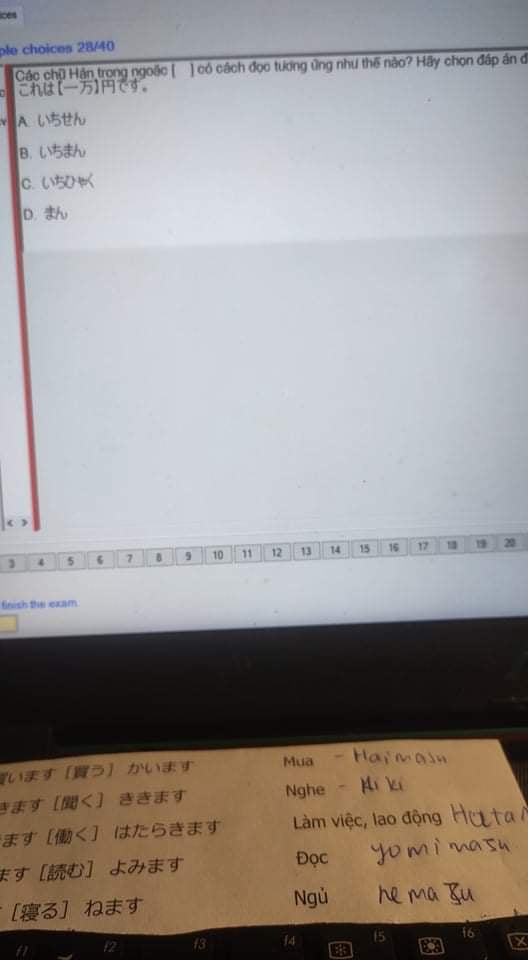 ple choices 28/40
Các chữ Hán trong ngoặc [ ] có cách đọc tương ứng như thế nào? Hãy chọn đáp án đ
これは【一万】円です。
A. いちせん
B. いちまん
C. いちひゃく
D. まん
< >
3 4 5 6 7 8 9 10 11 12 13 14 15 16 17 18 19 20
finish the exam.
買います [買う] かいます Mua - Haimasu
きます [聞く] ききます Nghe - Kiki
ます [働く] はたらきます Làm việc, lao động
ます [読む] よみます Đọc yomimasu
[寝る] ねます Ngủ nemasu
f1 f2 f3 f4 f5 f6